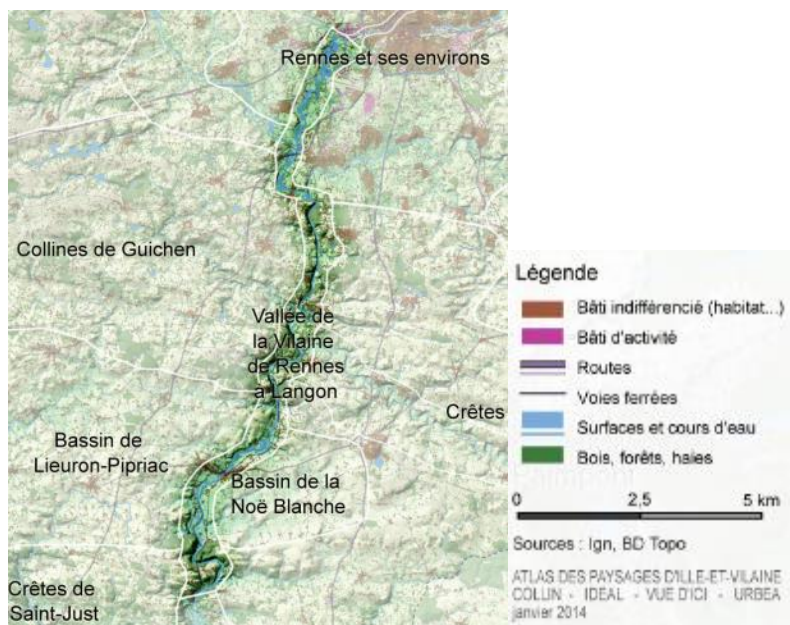 Rennes et ses environs
Collines de Guichen
Vallée de
la Vilaine
de Rennes
à Langon
Crêtes
Bassin de
Lieuron-Pipriac
Bassin de la
Noë Blanche
Crêtes de
Saint-Just
Légende
Bâti indifférencié (habitat...)
Bâti d'activité
Routes
Voies ferrées
Surfaces et cours d'eau
Bois, forêts, haies
0 2,5 5 km
Sources : Ign, BD Topo
ATLAS DES PAYSAGES D'ILLE-ET-VILAINE
COLLIN - IDEAL - VUE D'ICI - URBEA
janvier 2014